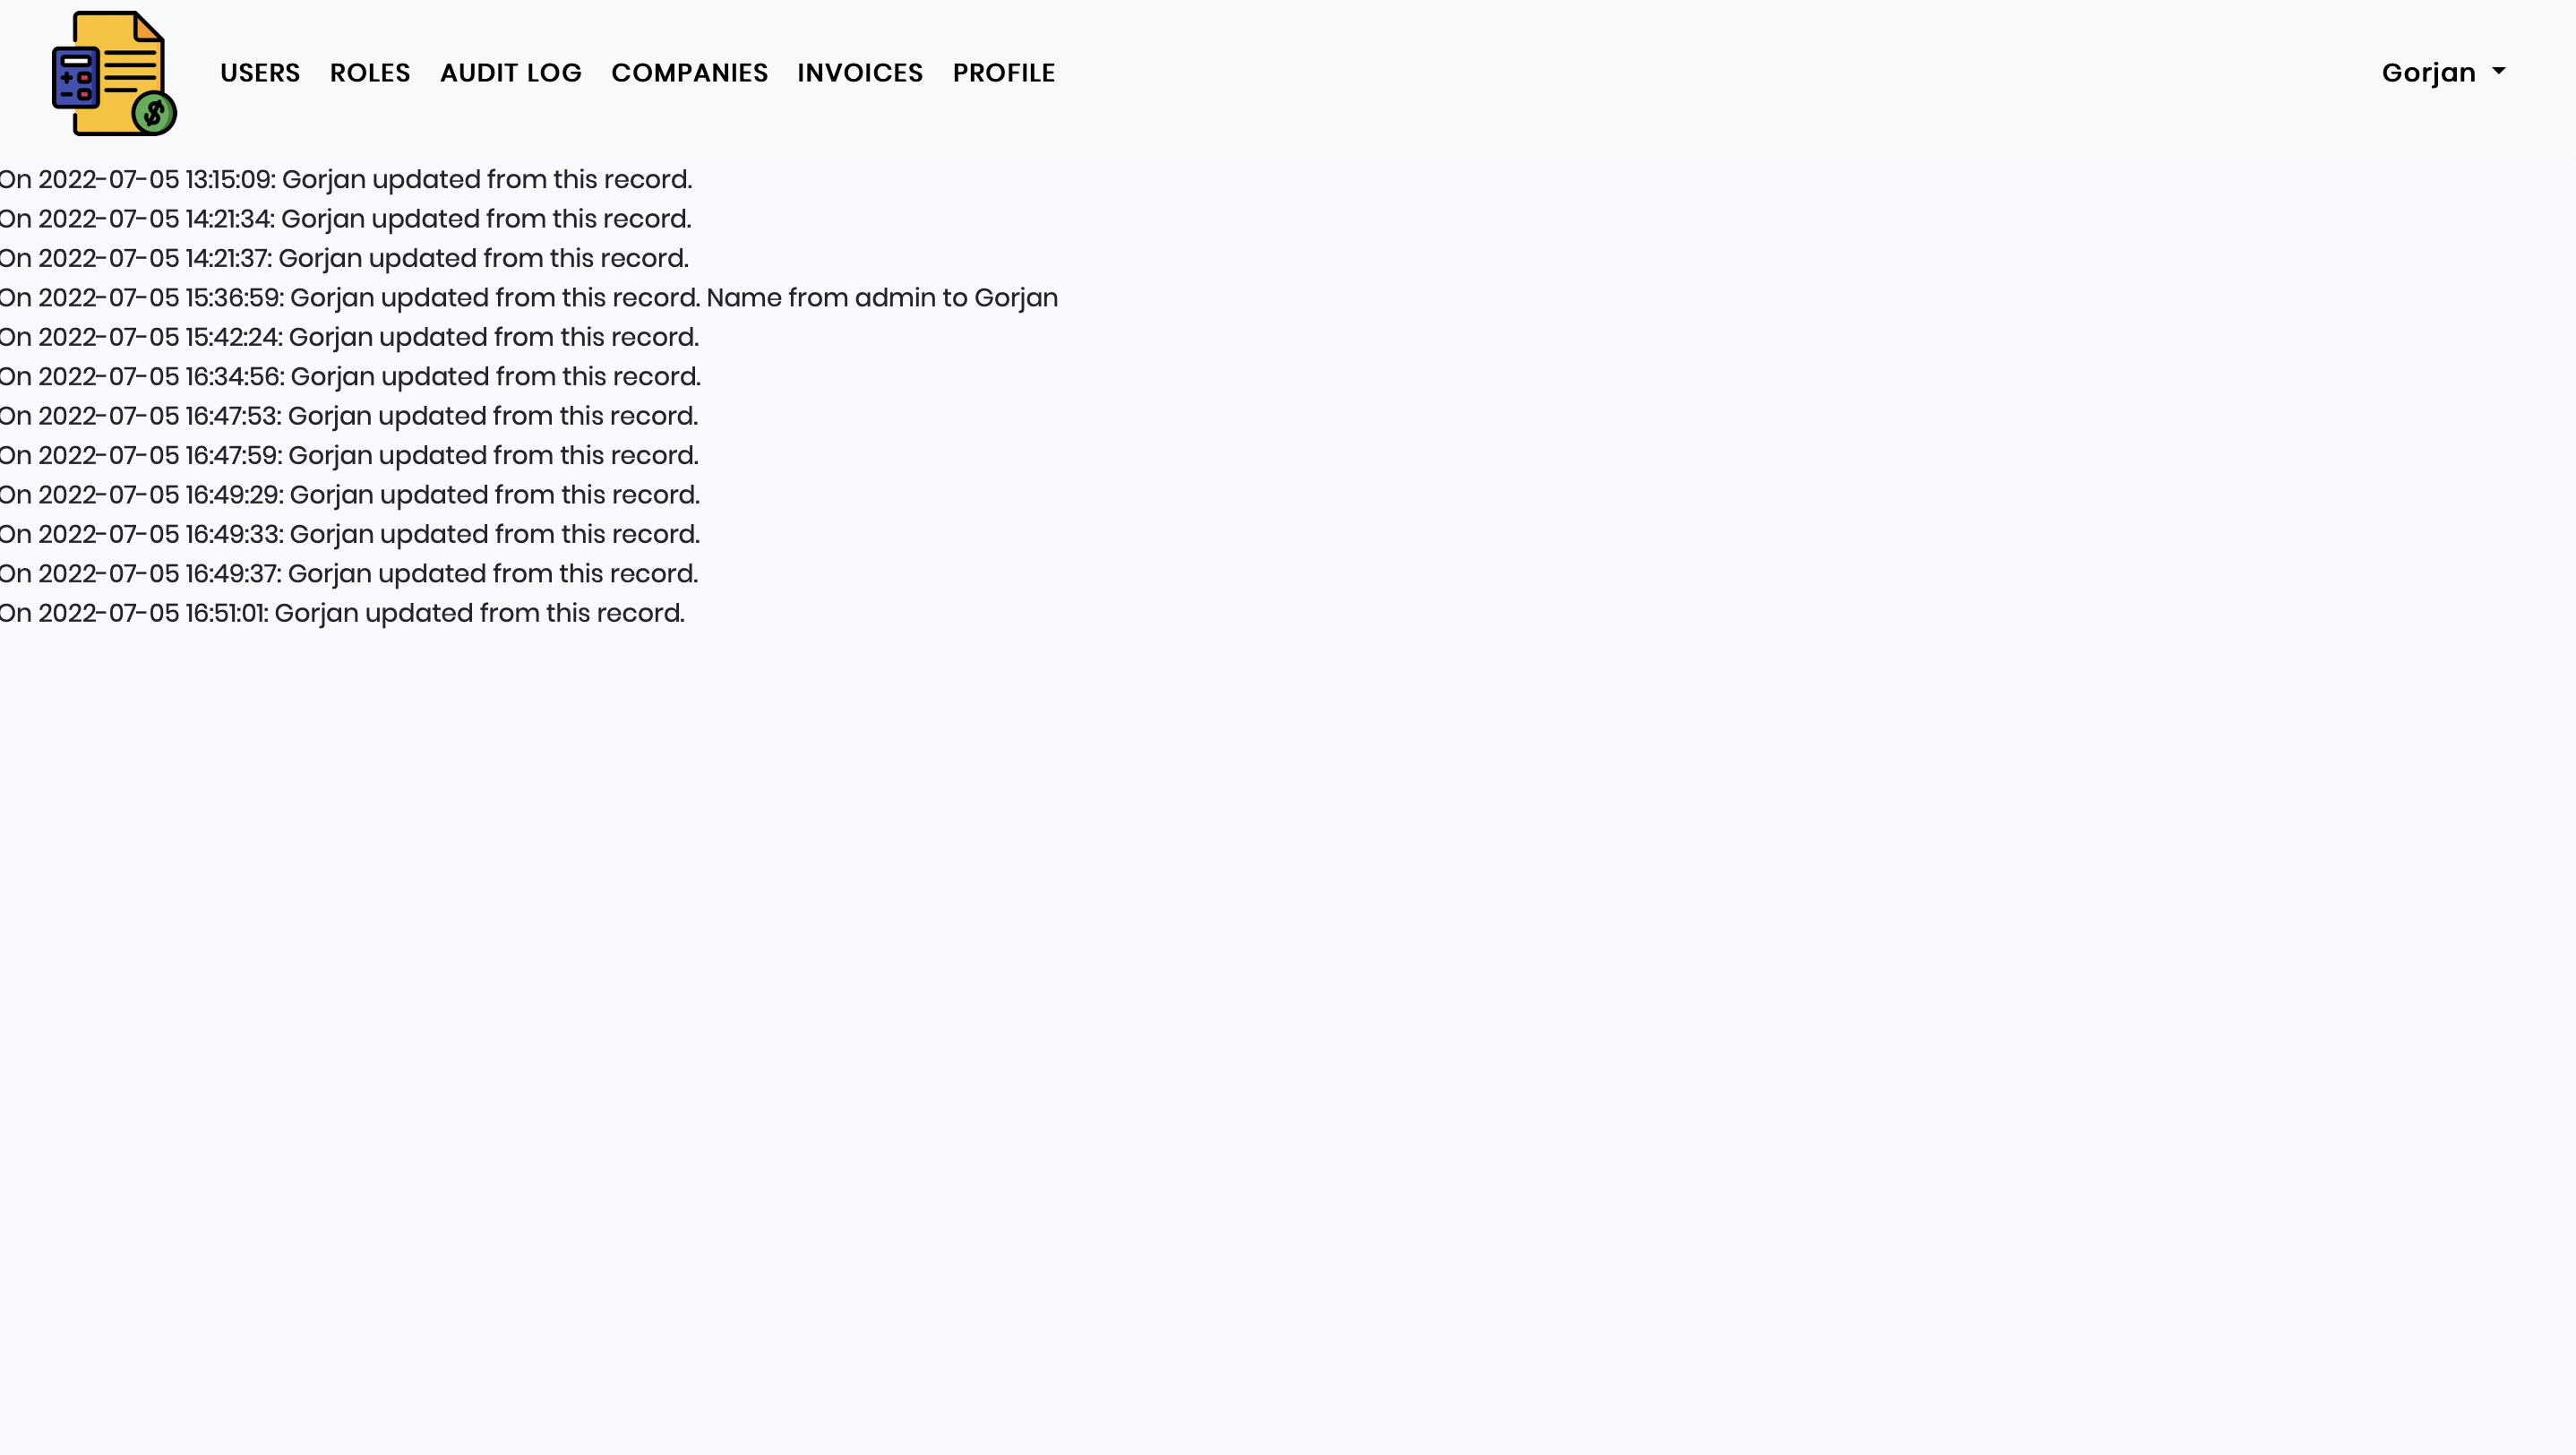 USERS ROLES AUDIT LOG COMPANIES INVOICES PROFILE Gorjan
$
On 2022-07-05 13:15:09: Gorjan updated from this record.
On 2022-07-05 14:21:34: Gorjan updated from this record.
On 2022-07-05 14:21:37: Gorjan updated from this record.
On 2022-07-05 15:36:59: Gorjan updated from this record. Name from admin to Gorjan
On 2022-07-05 15:42:24: Gorjan updated from this record.
On 2022-07-05 16:34:56: Gorjan updated from this record.
On 2022-07-05 16:47:53: Gorjan updated from this record.
On 2022-07-05 16:47:59: Gorjan updated from this record.
On 2022-07-05 16:49:29: Gorjan updated from this record.
On 2022-07-05 16:49:33: Gorjan updated from this record.
On 2022-07-05 16:49:37: Gorjan updated from this record.
On 2022-07-05 16:51:01: Gorjan updated from this record.